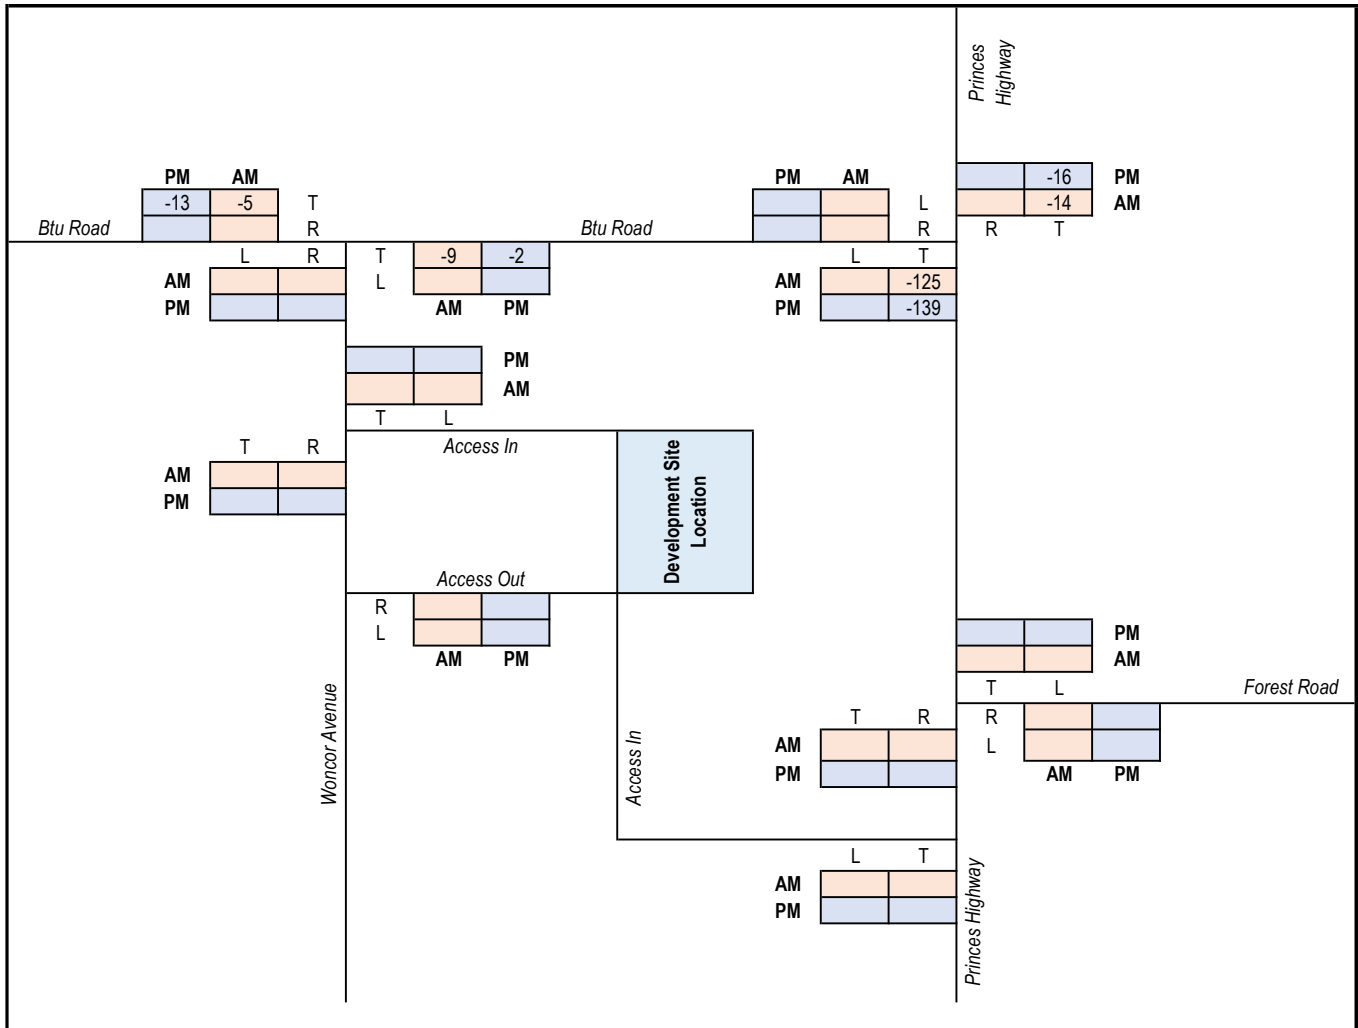 Princes
Highway
PM AM
-13 -5 T
R
Btu Road
Btu Road
PM AM
L
R
-16 PM
-14 AM
R T
L R
AM
PM
T -9 -2
L
AM PM
L T
AM -125
PM -139
PM
AM
T L
Access In
T R
AM
PM
Development Site
Location
Access Out
R
L
AM PM
Woncor Avenue
Access In
PM
AM
T L
Forest Road
T R
AM
PM
R
L
AM PM
L T
AM
PM
Princes Highway